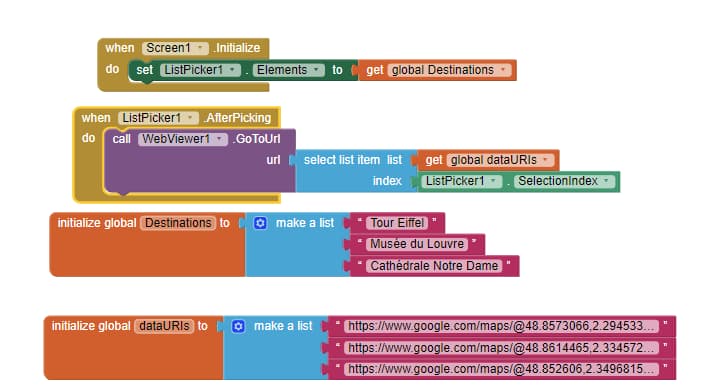 when Screen1 .Initialize
do set ListPicker1 . Elements to get global Destinations
when ListPicker1 .AfterPicking
do call WebViewer1 .GoToUrl
url select list item list get global dataURIs
index ListPicker1 . SelectionIndex
initialize global Destinations to make a list " Tour Eiffel "
" Musée du Louvre "
" Cathédrale Notre Dame "
initialize global dataURIs to make a list " https://www.google.com/maps/@48.8573066,2.294533... "
" https://www.google.com/maps/@48.8614465,2.334572... "
" https://www.google.com/maps/@48.852606,2.3496815... "